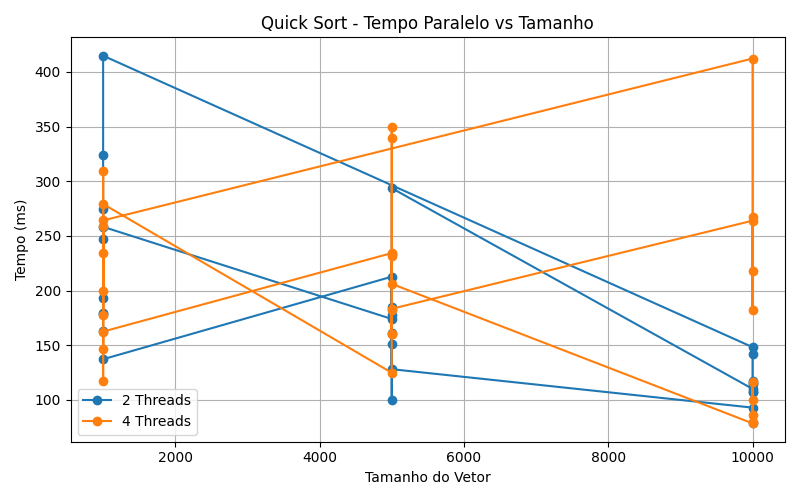 Quick Sort - Tempo Paralelo vs Tamanho
Tempo (ms)
400
350
300
250
200
150
100
2 Threads
4 Threads
2000 4000 6000 8000 10000
Tamanho do Vetor